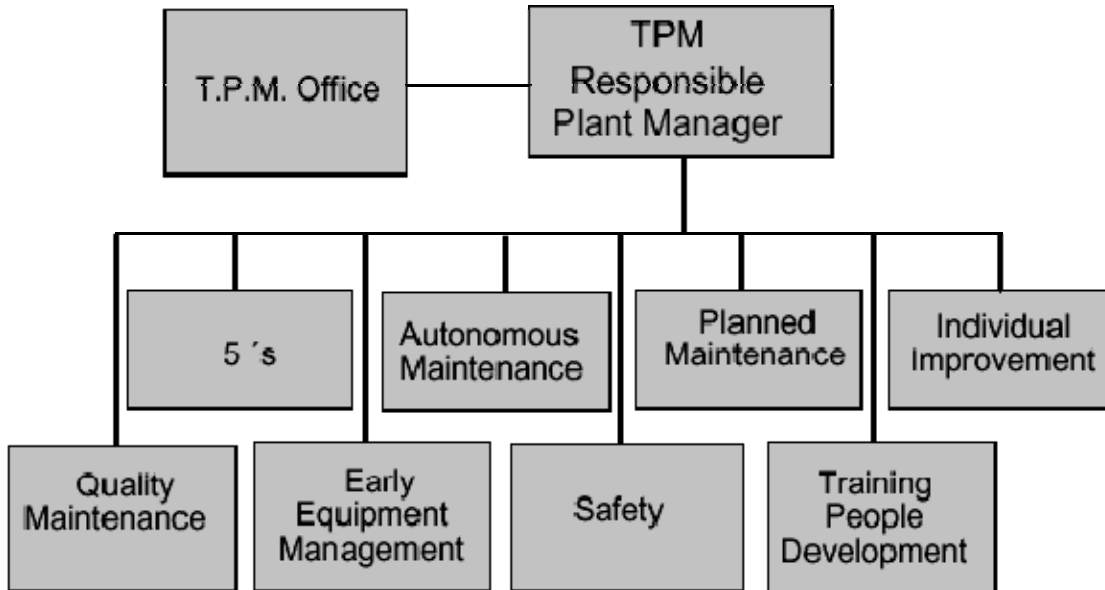 T.P.M. Office
TPM
Responsible
Plant Manager
5 ´s
Autonomous
Maintenance
Planned
Maintenance
Individual
Improvement
Quality
Maintenance
Early
Equipment
Management
Safety
Training
People
Development